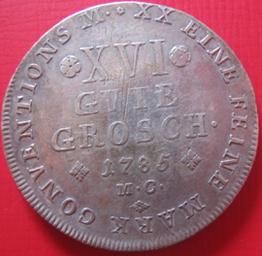 XX EINE FEINE MARK CONVENTIONS M.
XVI
GUTE
GROSCH.
1785
M.C.